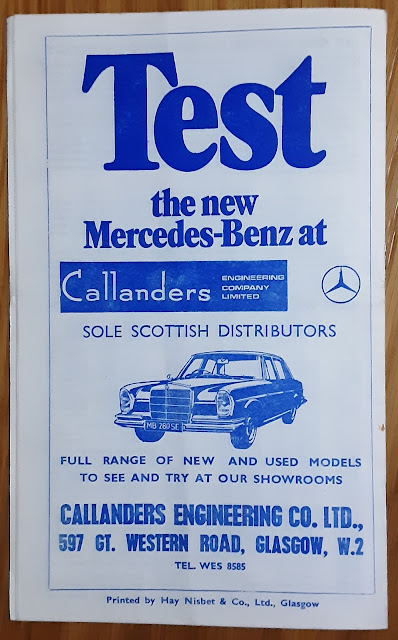 Test
the new
Mercedes-Benz at
Callanders ENGINEERING
COMPANY
LIMITED
SOLE SCOTTISH DISTRIBUTORS
MB 280 SE
FULL RANGE OF NEW AND USED MODELS
TO SEE AND TRY AT OUR SHOWROOMS
CALLANDERS ENGINEERING CO. LTD.,
597 GT. WESTERN ROAD, GLASGOW, W.2
TEL. WES 8585
Printed by Hay Nisbet & Co., Ltd., Glasgow